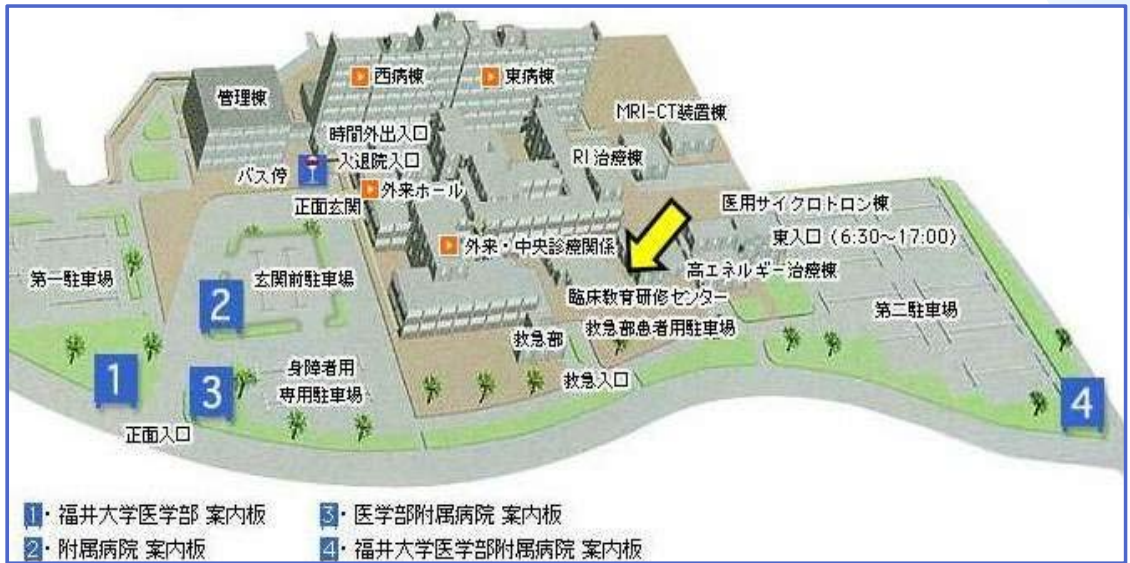 西病棟
東病棟
管理棟
MRI-CT装置棟
時間外出入口
RI治療棟
入退院入口
バス停
外来ホール
正面玄関
医用サイクロトロン棟
東入口(6:30~17:00)
外来・中央診療関係
高エネルギー治療棟
第一駐車場
玄関前駐車場
臨床教育研修センター
第二駐車場
救急部患者用駐車場
救急部
2
身障者用
専用駐車場
救急入口
1
3
4
正面入口
1・福井大学医学部 案内板
3・医学部附属病院 案内板
2・附属病院 案内板
4・福井大学医学部附属病院 案内板